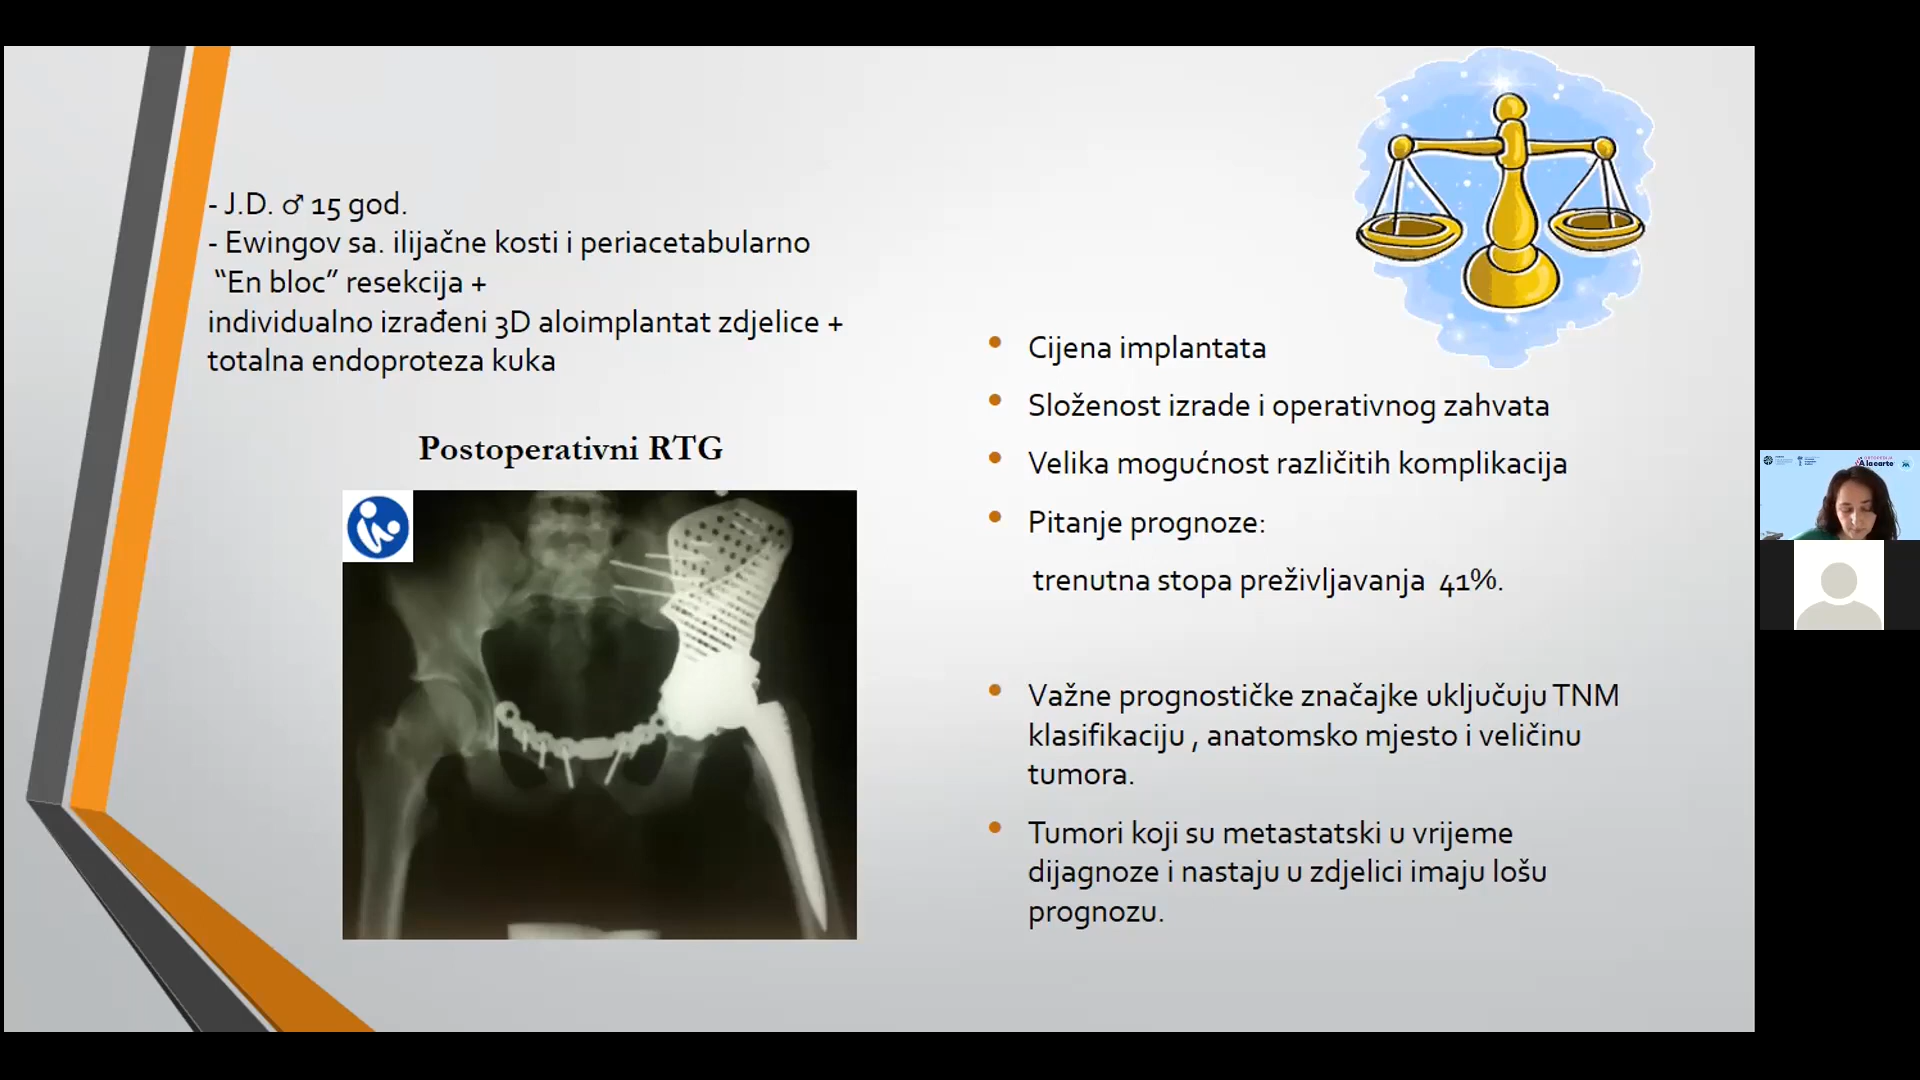 - J.D. ♂ 15 god.
- Ewingov sa. ilijačne kosti i periacetabularno
“En bloc” resekcija +
individualno izrađeni 3D aloimplantat zdjelice +
totalna endoproteza kuka
Postoperativni RTG
Cijena implantata
Složenost izrade i operativnog zahvata
Velika mogućnost različitih komplikacija
Pitanje prognoze:
trenutna stopa preživljavanja 41%.
Važne prognostičke značajke uključuju TNM
klasifikaciju , anatomsko mjesto i veličinu
tumora.
Tumori koji su metastatski u vrijeme
dijagnoze i nastaju u zdjelici imaju lošu
prognozu.
A la carte